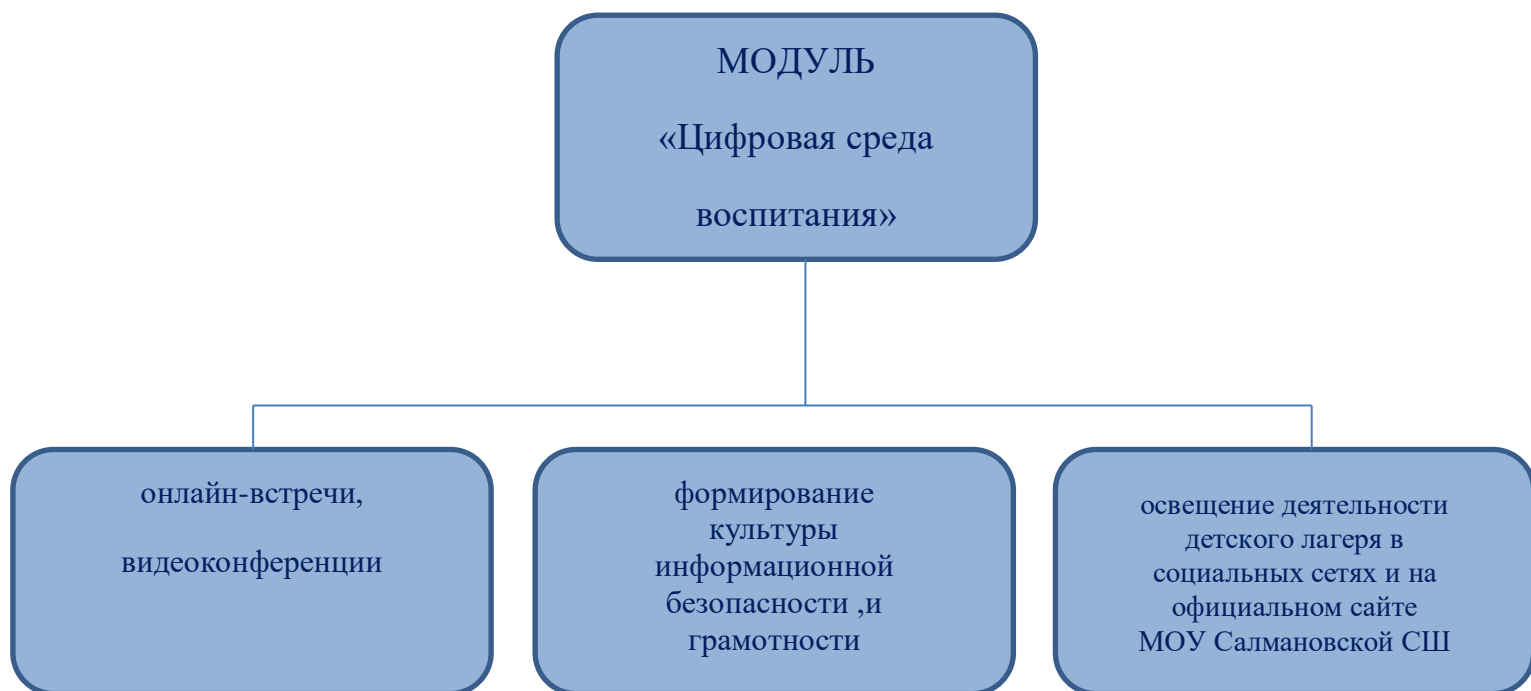 МОДУЛЬ
«Цифровая среда
воспитания»
онлайн-встречи,
видеоконференции
формирование
культуры
информационной
безопасности ,и
грамотности
освещение деятельности
детского лагеря в
социальных сетях и на
официальном сайте
МОУ Салмановской СШ